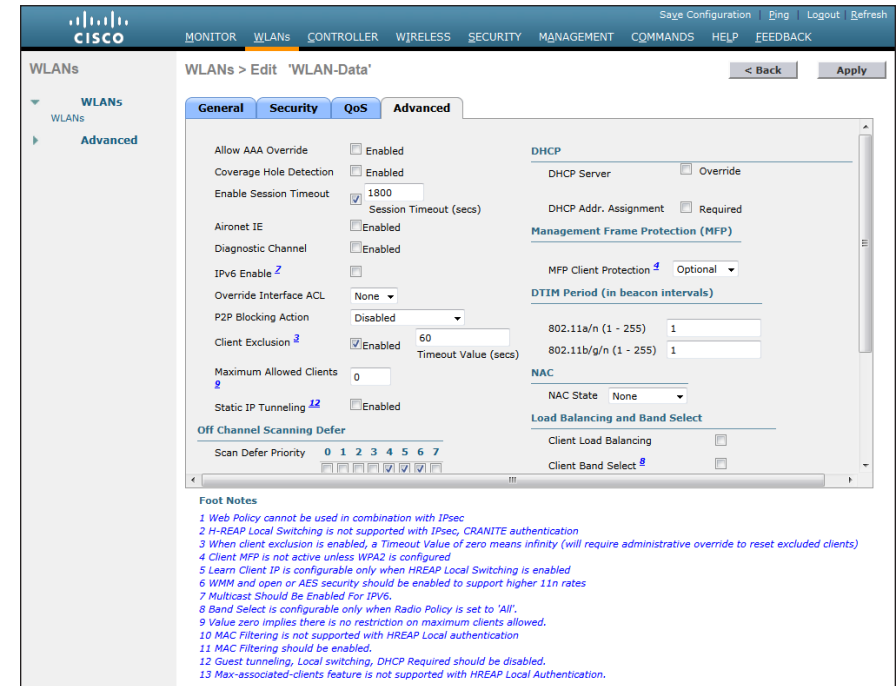 Save Configuration | Ping | Logout | Refresh
CISCO
MONITOR WLANs CONTROLLER WIRELESS SECURITY MANAGEMENT COMMANDS HELP FEEDBACK
WLANs
WLANs > Edit 'WLAN-Data'
< Back
Apply
WLANs
WLANs
Advanced
General Security QoS Advanced
Allow AAA Override Enabled
Coverage Hole Detection Enabled
Enable Session Timeout 1800
Session Timeout (secs)
Aironet IE Enabled
Diagnostic Channel Enabled
IPv6 Enable 7
Override Interface ACL None
P2P Blocking Action Disabled
Client Exclusion 3 Enabled 60
Timeout Value (secs)
Maximum Allowed Clients
9
0
Static IP Tunneling 12 Enabled
Off Channel Scanning Defer
Scan Defer Priority 0 1 2 3 4 5 6 7
DHCP
DHCP Server Override
DHCP Addr. Assignment Required
Management Frame Protection (MFP)
MFP Client Protection 4 Optional
DTIM Period (in beacon intervals)
802.11a/n (1 - 255) 1
802.11b/g/n (1 - 255) 1
NAC
NAC State None
Load Balancing and Band Select
Client Load Balancing
Client Band Select 8
Foot Notes
1 Web Policy cannot be used in combination with IPsec
2 H-REAP Local Switching is not supported with IPsec, CRANITE authentication
3 When client exclusion is enabled, a Timeout Value of zero means infinity (will require administrative override to reset excluded clients)
4 Client MFP is not active unless WPA2 is configured
5 Learn Client IP is configurable only when HREAP Local Switching is enabled
6 WMM and open or AES security should be enabled to support higher 11n rates
7 Multicast Should Be Enabled For IPV6.
8 Band Select is configurable only when Radio Policy is set to 'All'.
9 Value zero implies there is no restriction on maximum clients allowed.
10 MAC Filtering is not supported with HREAP Local authentication
11 MAC Filtering should be enabled.
12 Guest tunneling, Local switching, DHCP Required should be disabled.
13 Max-associated-clients feature is not supported with HREAP Local Authentication.